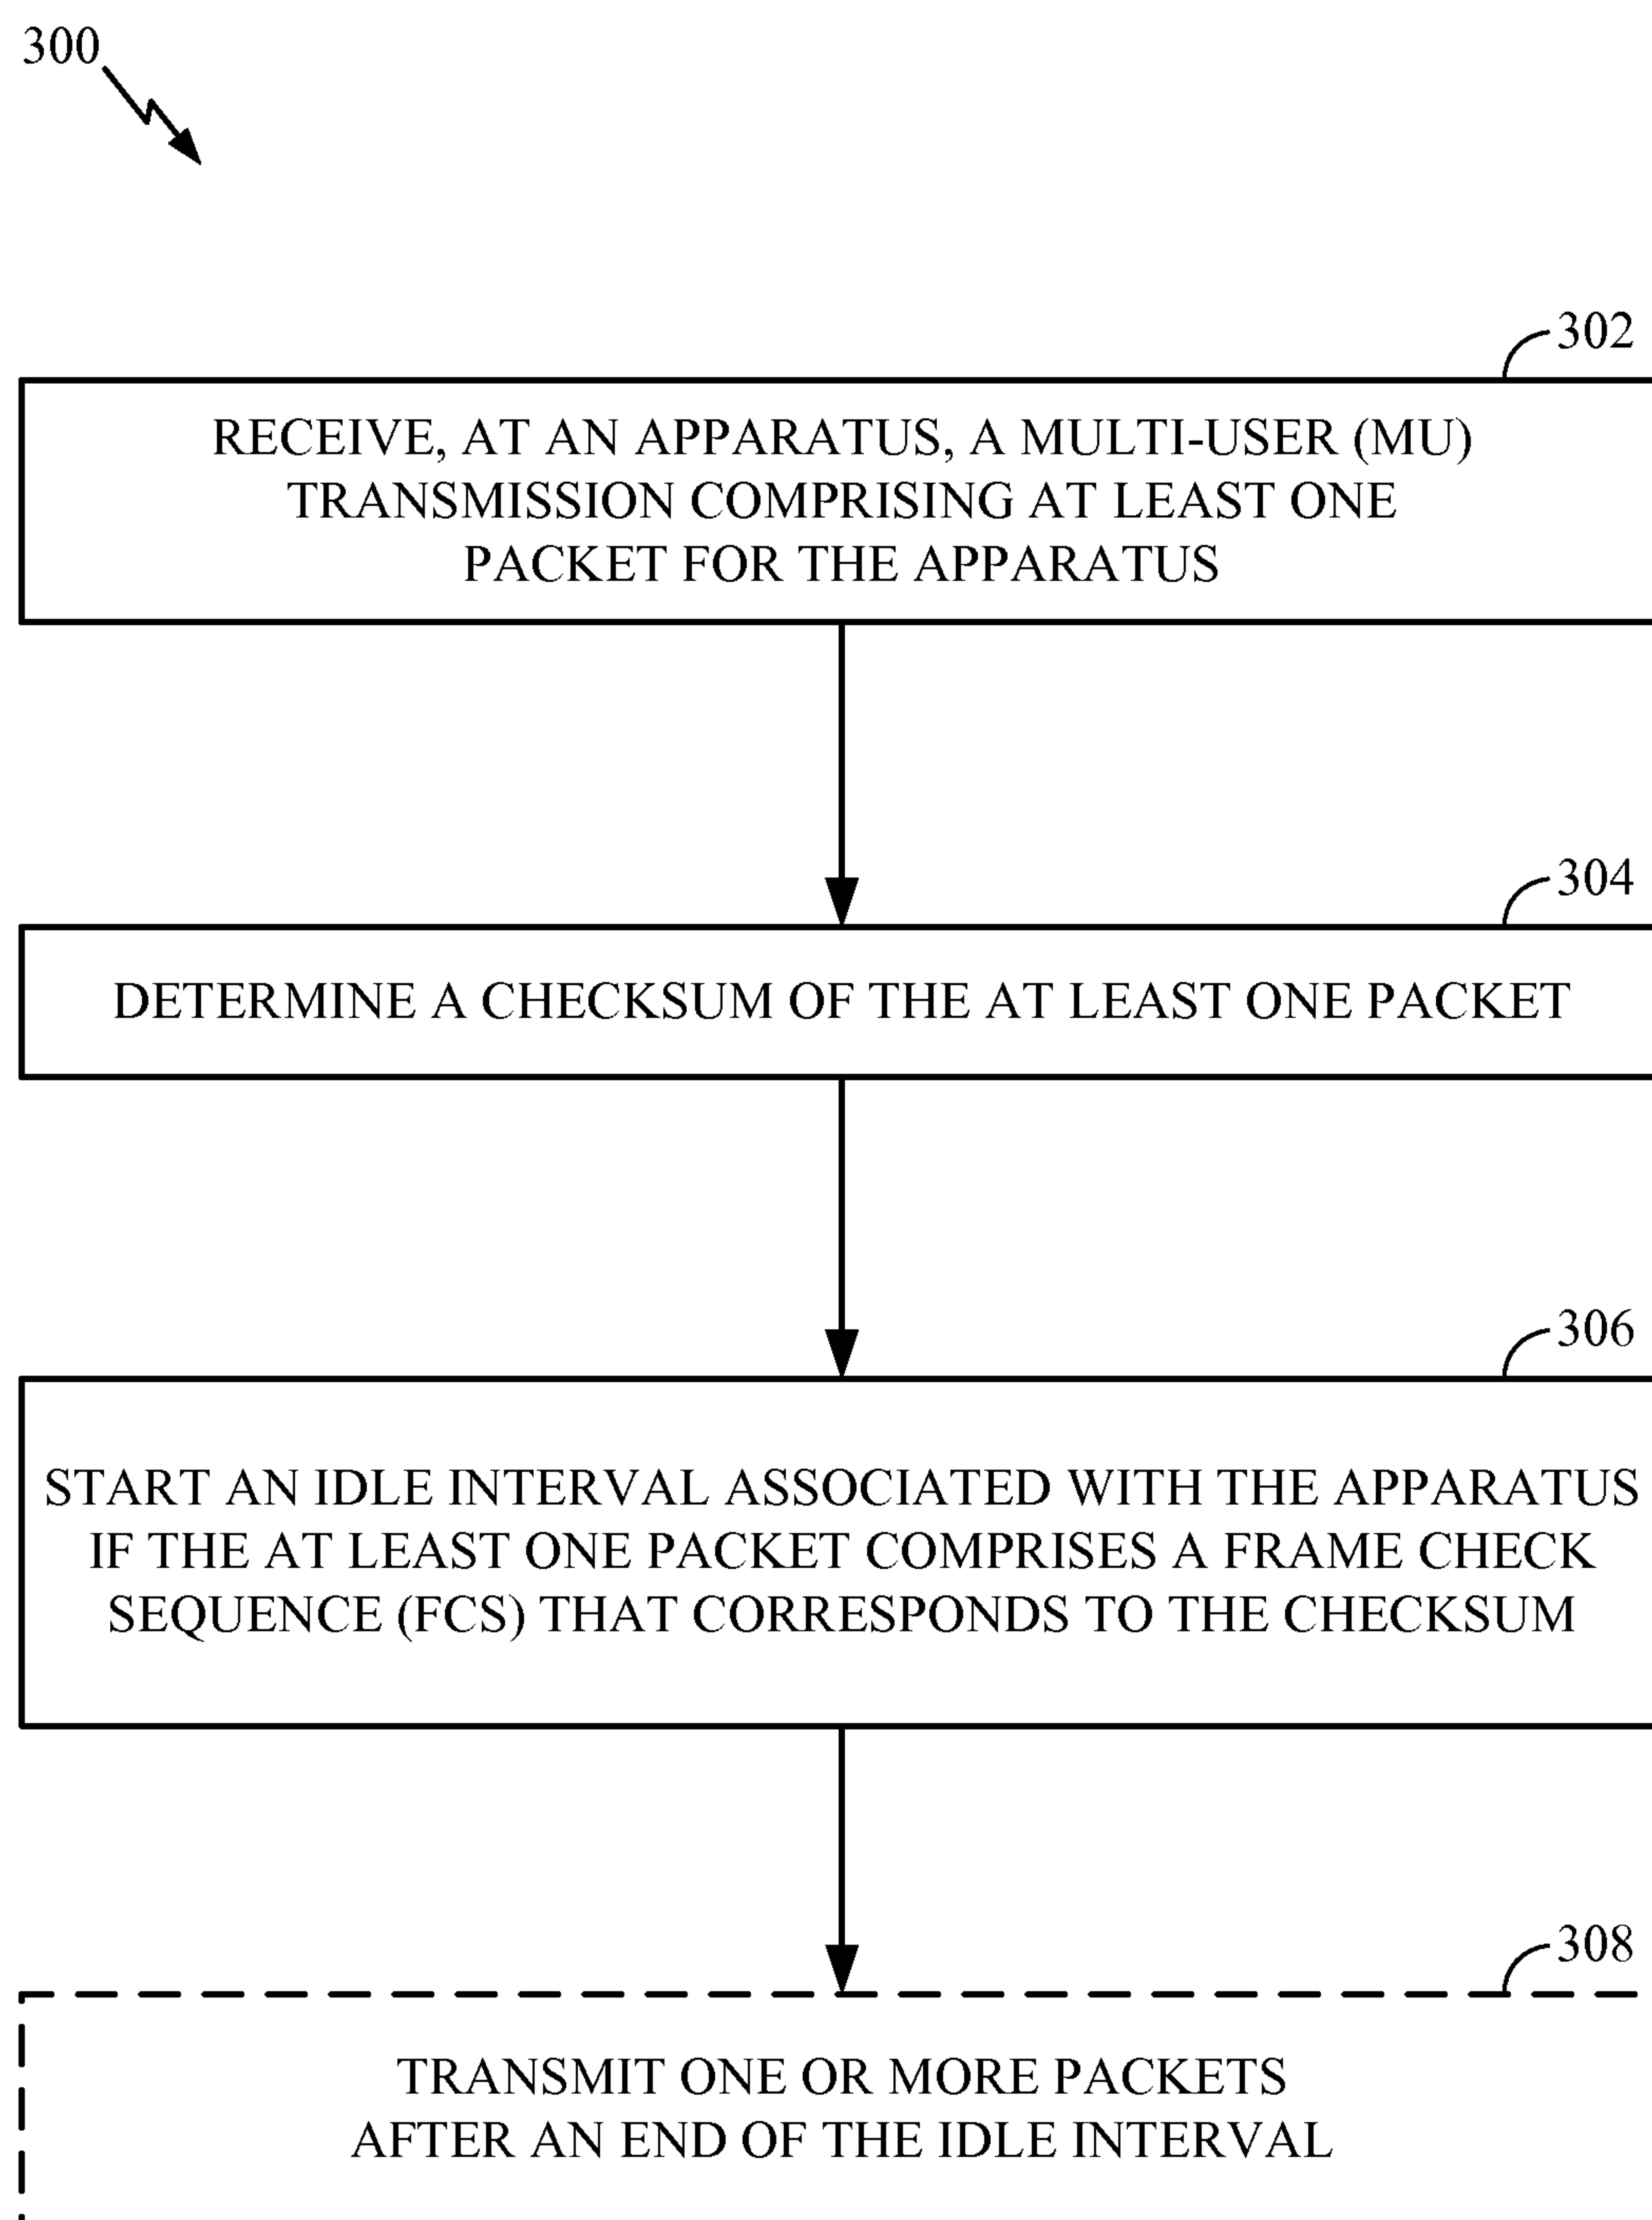 300
302
RECEIVE, AT AN APPARATUS, A MULTI-USER (MU)
TRANSMISSION COMPRISING AT LEAST ONE
PACKET FOR THE APPARATUS
304
DETERMINE A CHECKSUM OF THE AT LEAST ONE PACKET
306
START AN IDLE INTERVAL ASSOCIATED WITH THE APPARATUS
IF THE AT LEAST ONE PACKET COMPRISES A FRAME CHECK
SEQUENCE (FCS) THAT CORRESPONDS TO THE CHECKSUM
308
TRANSMIT ONE OR MORE PACKETS
AFTER AN END OF THE IDLE INTERVAL